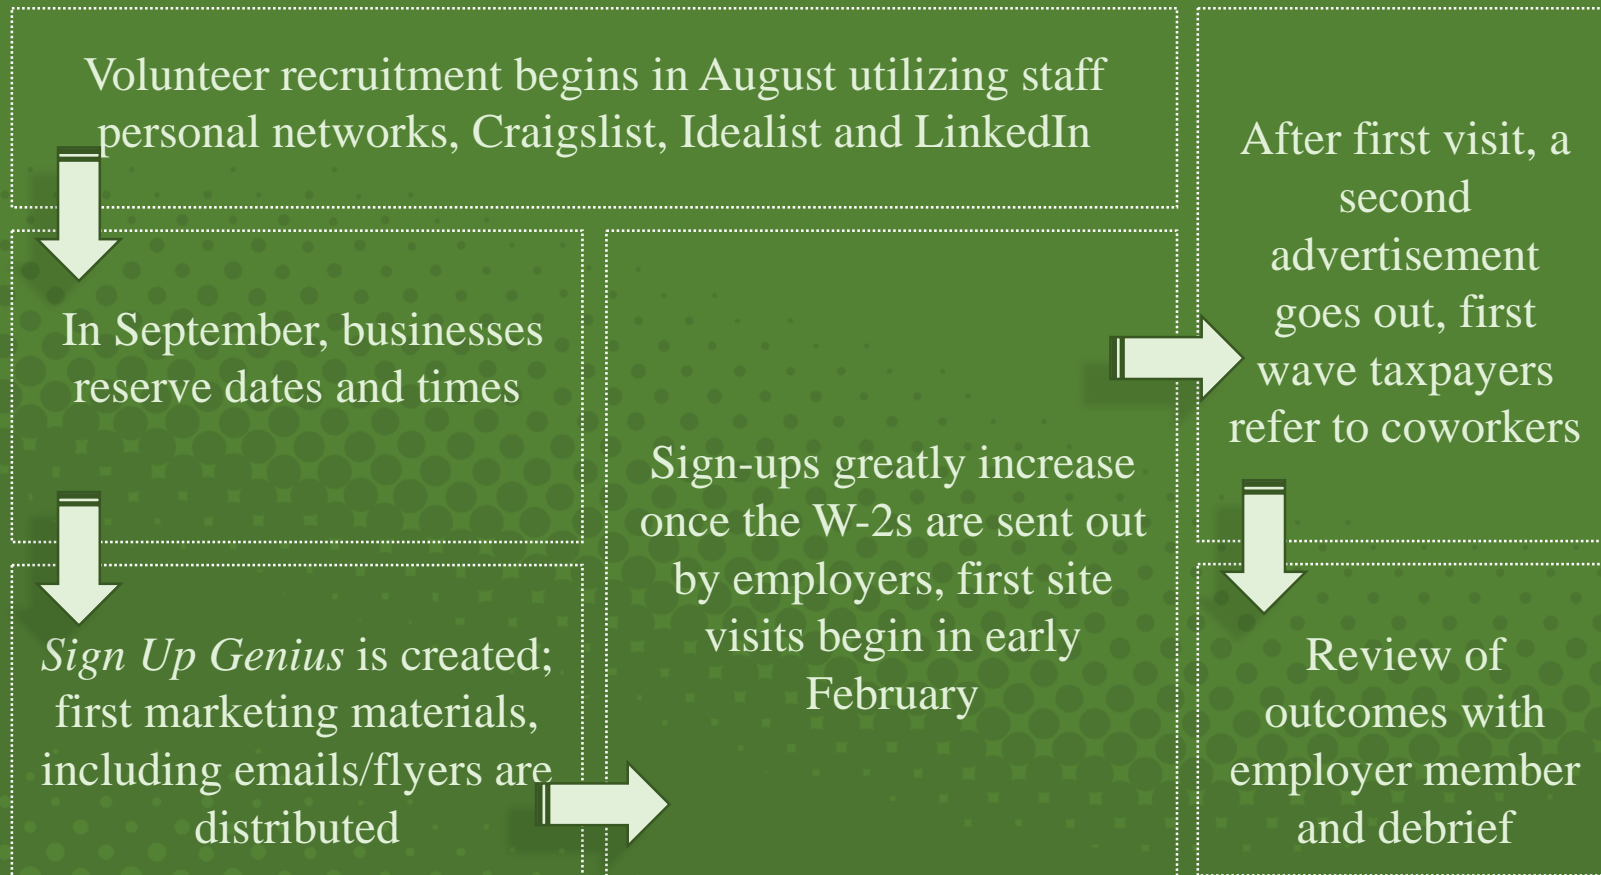 Volunteer recruitment begins in August utilizing staff
personal networks, Craigslist, Idealist and LinkedIn
In September, businesses
reserve dates and times
Sign Up Genius is created;
first marketing materials,
including emails/flyers are
distributed
Sign-ups greatly increase
once the W-2s are sent out
by employers, first site
visits begin in early
February
After first visit, a
second
advertisement
goes out, first
wave taxpayers
refer to coworkers
Review of
outcomes with
employer member
and debrief